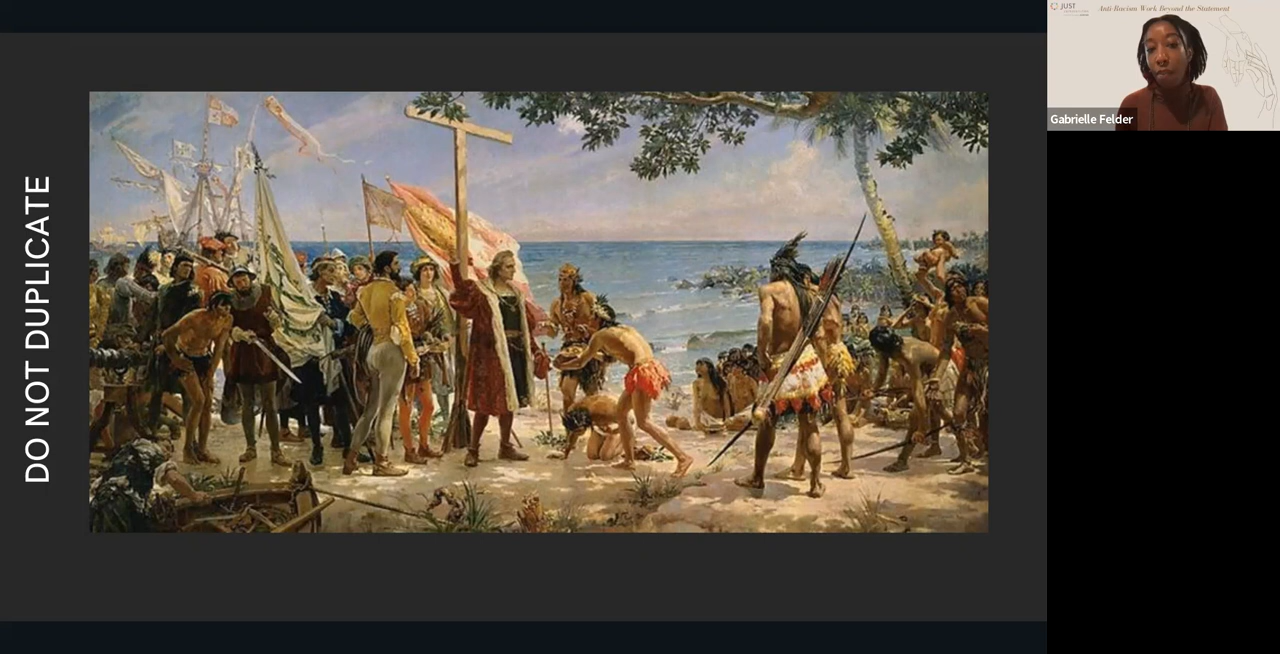 DO NOT DUPLICATE
JUST
Anti-Racism Work Beyond the Statement
Gabrielle Felder